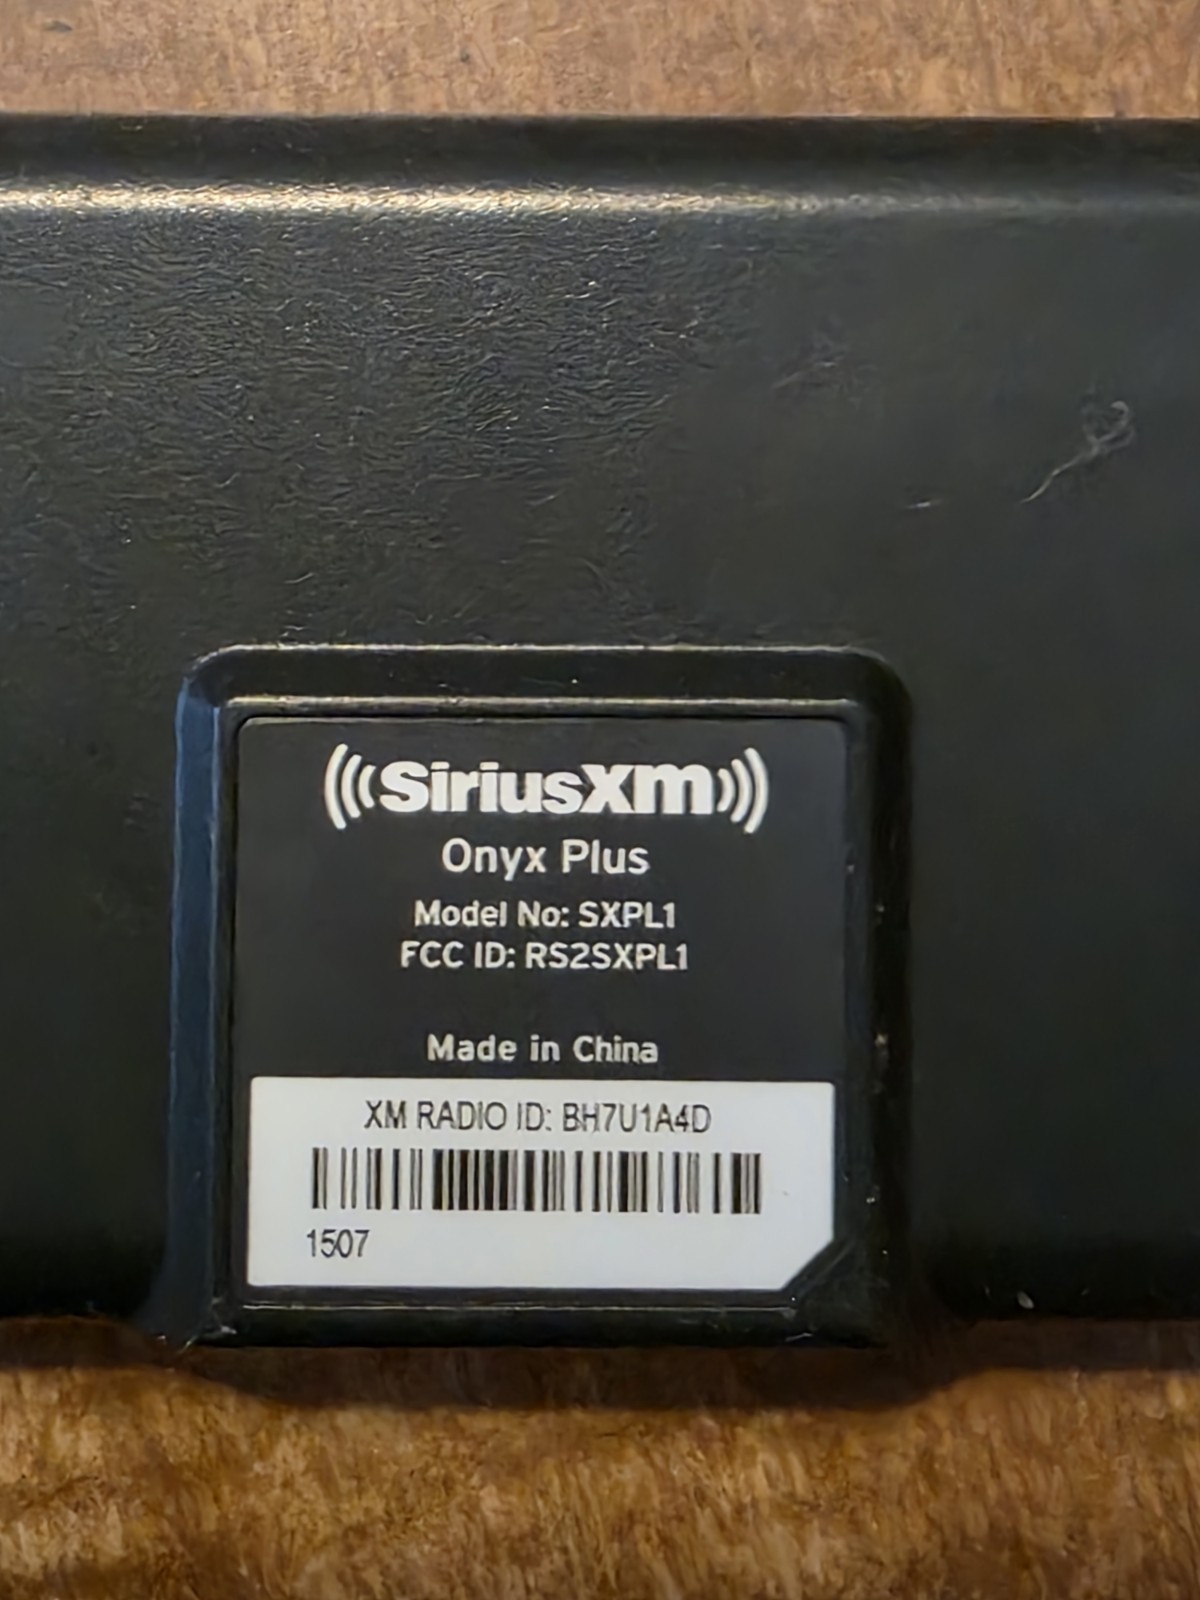 SiriusXM
Onyx Plus
Model No: SXPL1
FCC ID: RS2SXPL1
Made in China
XM RADIO ID: BH7U1A4D
1507